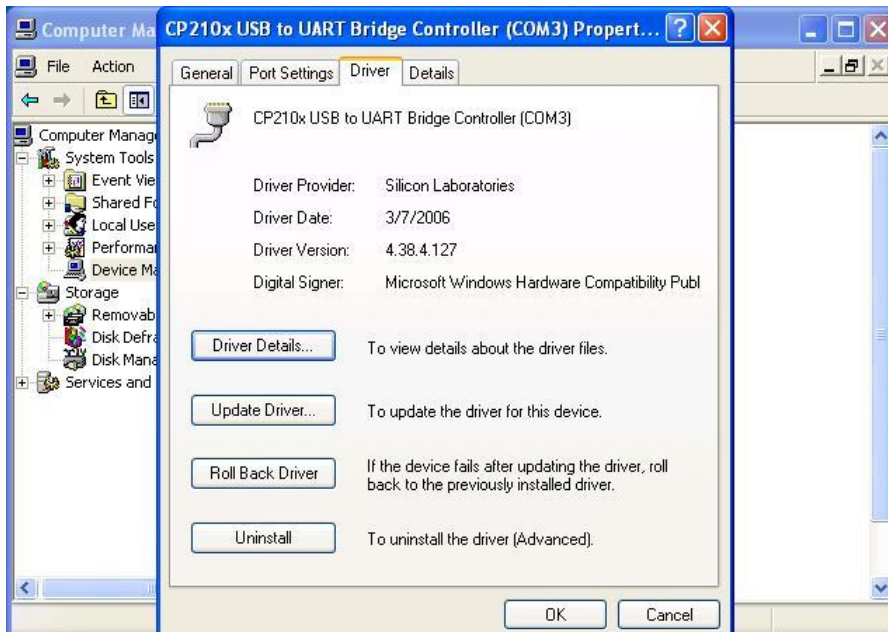 Computer Ma
CP210x USB to UART Bridge Controller (COM3) Propert...
File Action
General Port Settings Driver Details
CP210x USB to UART Bridge Controller (COM3)
Computer Manag
System Tools
Event Vie
Shared Fo
Local Use
Performa
Device Ma
Storage
Removab
Disk Defra
Disk Mana
Services and
Driver Provider: Silicon Laboratories
Driver Date: 3/7/2006
Driver Version: 4.38.4.127
Digital Signer: Microsoft Windows Hardware Compatibility Publ
Driver Details... To view details about the driver files.
Update Driver... To update the driver for this device.
Roll Back Driver If the device fails after updating the driver, roll
back to the previously installed driver.
Uninstall To uninstall the driver (Advanced).
OK Cancel